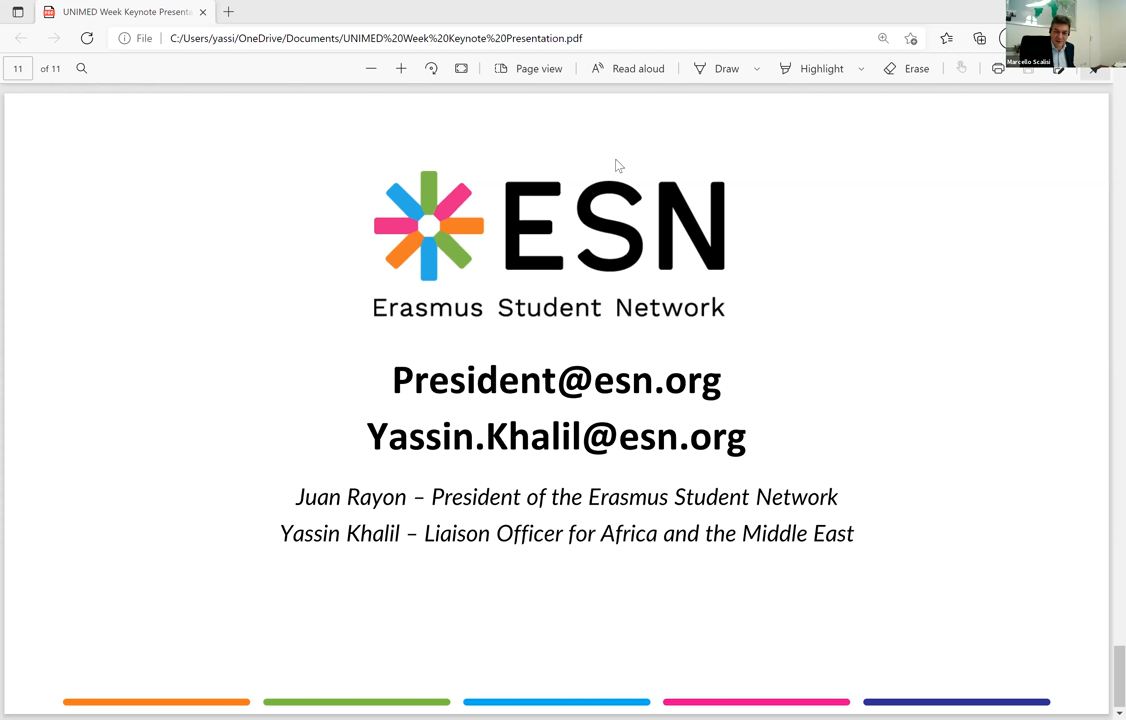 UNIMED Week Keynote Presenta
File
C:/Users/yassi/OneDrive/Documents/UNIMED%20Week%20Keynote%20Presentation.pdf
11 of 11
Page view
Read aloud
Draw
Highlight
Erase
Marcello Scalisi
ESN
Erasmus Student Network
President@esn.org
Yassin.Khalil@esn.org
Juan Rayon – President of the Erasmus Student Network
Yassin Khalil – Liaison Officer for Africa and the Middle East